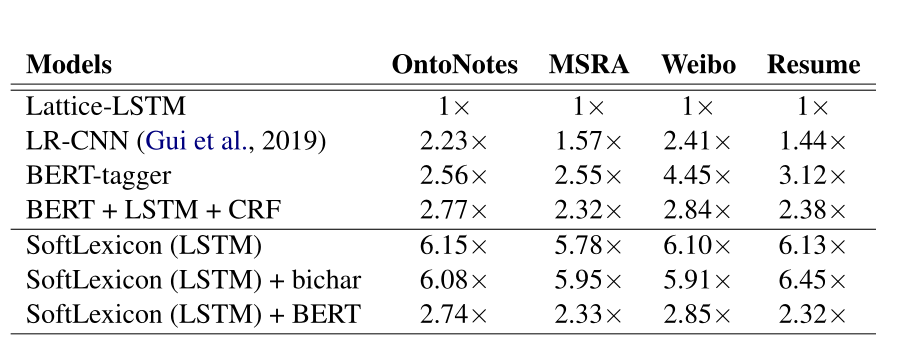 Models OntoNotes MSRA Weibo Resume
Lattice-LSTM 1× 1× 1× 1×
LR-CNN (Gui et al., 2019) 2.23× 1.57× 2.41× 1.44×
BERT-tagger 2.56× 2.55× 4.45× 3.12×
BERT + LSTM + CRF 2.77× 2.32× 2.84× 2.38×
SoftLexicon (LSTM) 6.15× 5.78× 6.10× 6.13×
SoftLexicon (LSTM) + bichar 6.08× 5.95× 5.91× 6.45×
SoftLexicon (LSTM) + BERT 2.74× 2.33× 2.85× 2.32×